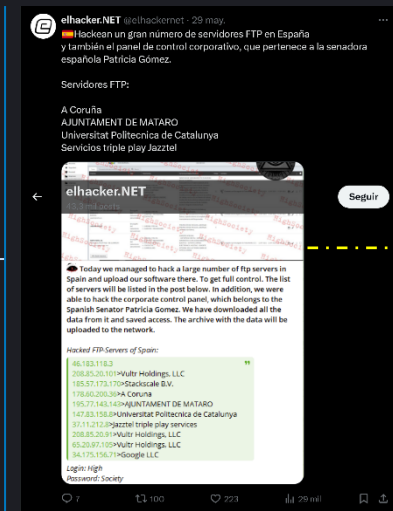 elhacker.NET @elhackernet · 29 may.
🇪🇸Hackean un gran número de servidores FTP en España
y también el panel de control corporativo, que pertenece a la senadora
española Patricia Gómez.
Servidores FTP:
A Coruña
AJUNTAMENT DE MATARO
Universitat Politecnica de Catalunya
Servicios triple play Jazztel
elhacker.NET
Seguir
Today we managed to hack a large number of ftp servers in
Spain and upload our software there. To get full control. The list
of servers will be listed in the post below. In addition, we were
able to hack the corporate control panel, which belongs to the
Spanish Senator Patricia Gomez. We have downloaded all the
data from it and saved access. The archive with the data will be
uploaded to the network.
Hacked FTP-Servers of Spain:
46.183.118.3
208.85.20.101>Vultr Holdings, LLC
185.57.173.170>Stackscale B.V.
178.60.200.36>A Coruna
195.77.143.143>AJUNTAMENT DE MATARO
147.83.158.8>Universitat Politecnica de Catalunya
37.11.212.8>Jazztel triple play services
208.85.20.91>Vultr Holdings, LLC
65.20.97.105>Vultr Holdings, LLC
34.175.156.71>Google LLC
Login: High
Password: Society
7 100 223 29 mil